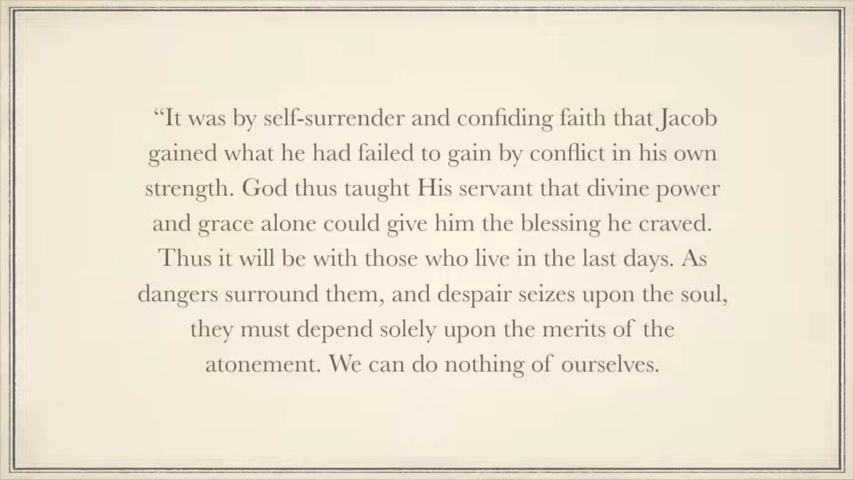 “It was by self-surrender and confiding faith that Jacob
gained what he had failed to gain by conflict in his own
strength. God thus taught His servant that divine power
and grace alone could give him the blessing he craved.
Thus it will be with those who live in the last days. As
dangers surround them, and despair seizes upon the soul,
they must depend solely upon the merits of the
atonement. We can do nothing of ourselves.